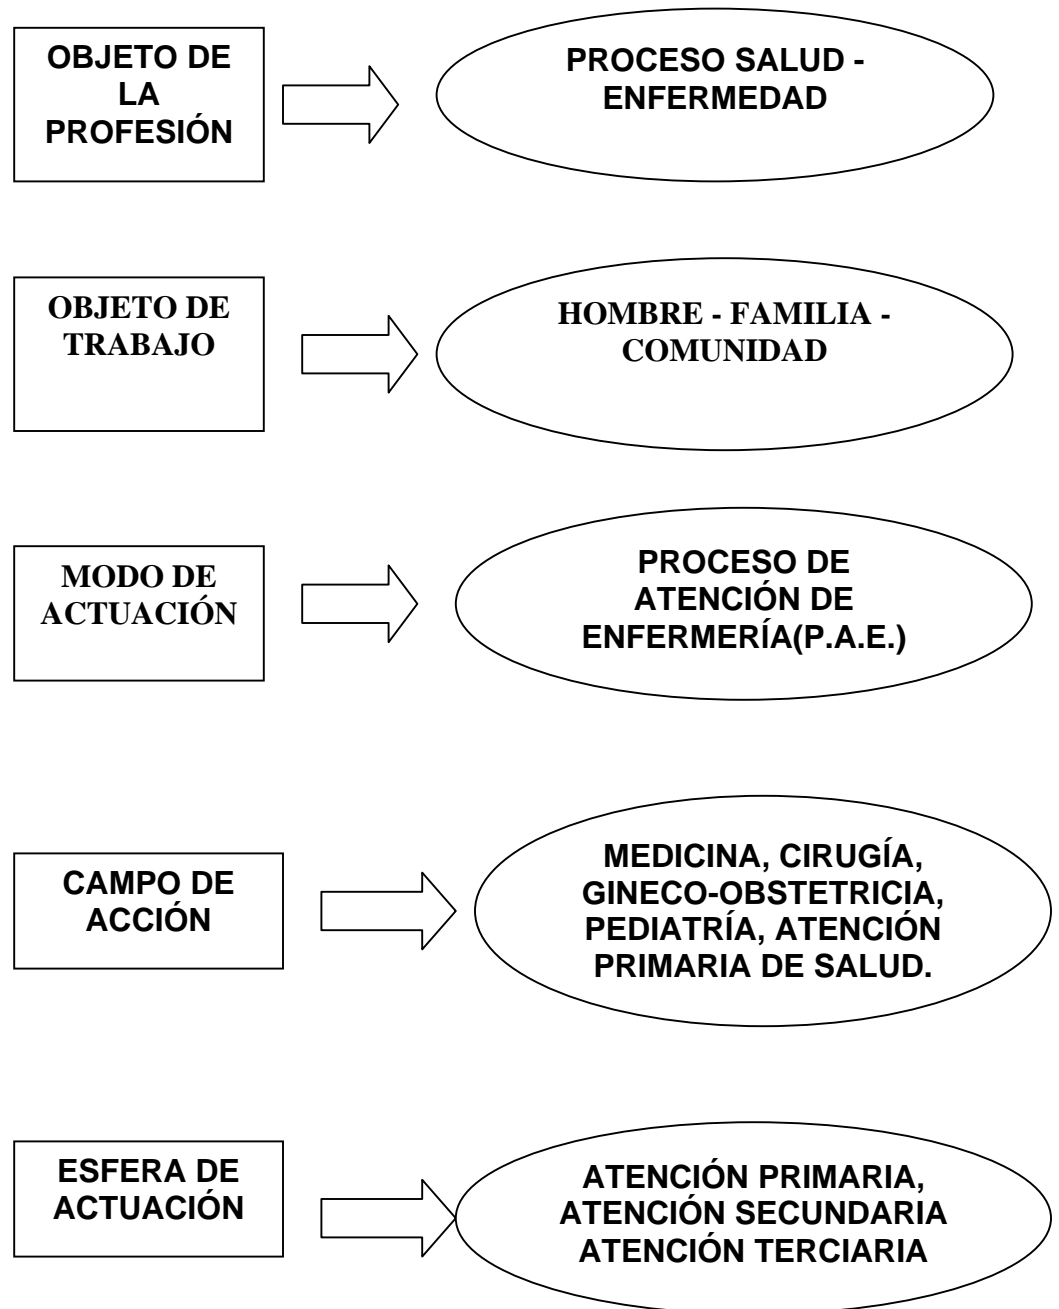 OBJETO DE
LA
PROFESIÓN
PROCESO SALUD -
ENFERMEDAD
OBJETO DE
TRABAJO
HOMBRE - FAMILIA -
COMUNIDAD
MODO DE
ACTUACIÓN
PROCESO DE
ATENCIÓN DE
ENFERMERÍA(P.A.E.)
CAMPO DE
ACCIÓN
MEDICINA, CIRUGÍA,
GINECO-OBSTETRICIA,
PEDIATRÍA, ATENCIÓN
PRIMARIA DE SALUD.
ESFERA DE
ACTUACIÓN
ATENCIÓN PRIMARIA,
ATENCIÓN SECUNDARIA
ATENCIÓN TERCIARIA